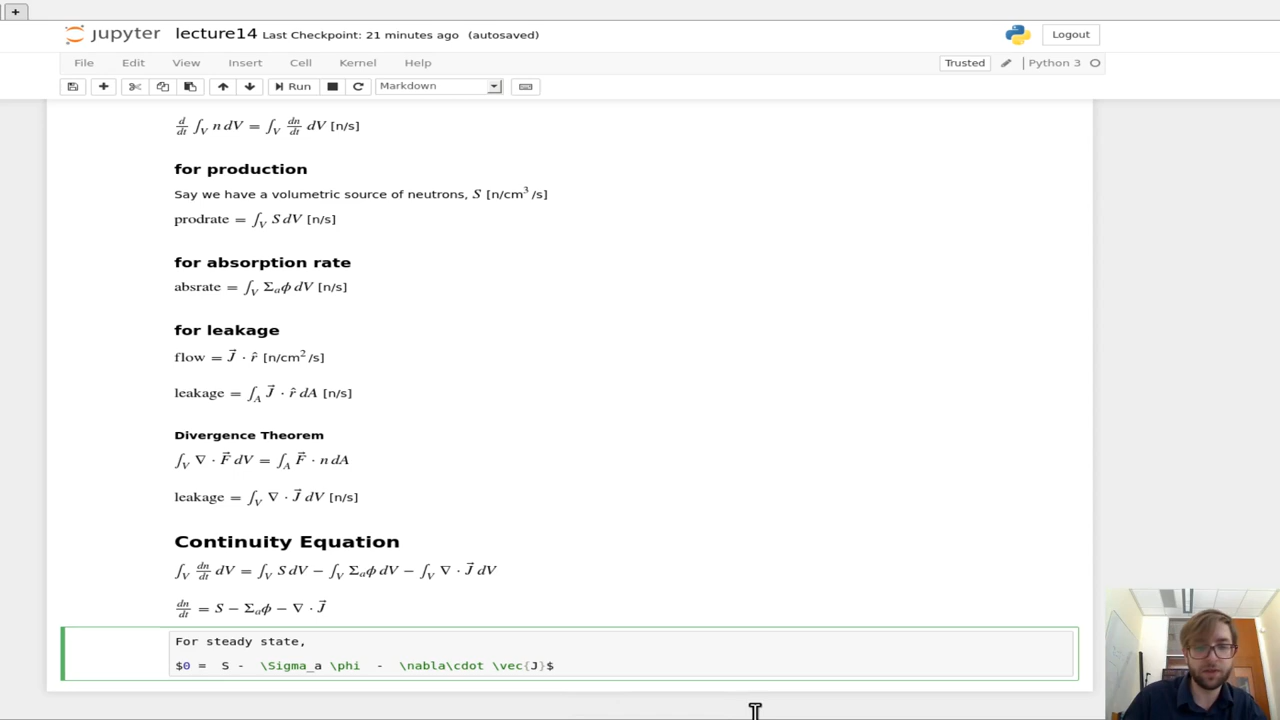 +
jupyter lecture14 Last Checkpoint: 21 minutes ago (autosaved) Logout
File Edit View Insert Cell Kernel Help Trusted Python 3
Run Markdown
d/dt ∫_V n dV = ∫_V dn/dt dV [n/s]
for production
Say we have a volumetric source of neutrons, S [n/cm³/s]
prodrate = ∫_V S dV [n/s]
for absorption rate
absrate = ∫_V Σₐϕ dV [n/s]
for leakage
flow = J⃗ · r̂ [n/cm²/s]
leakage = ∫_A J⃗ · r̂ dA [n/s]
Divergence Theorem
∫_V ∇ · F⃗ dV = ∫_A F⃗ · n dA
leakage = ∫_V ∇ · J⃗ dV [n/s]
Continuity Equation
∫_V dn/dt dV = ∫_V S dV − ∫_V Σₐϕ dV − ∫_V ∇ · J⃗ dV
dn/dt = S − Σₐϕ − ∇ · J⃗
For steady state,
$0 =  S -  \Sigma_a \phi  -  \nabla\cdot \vec{J}$